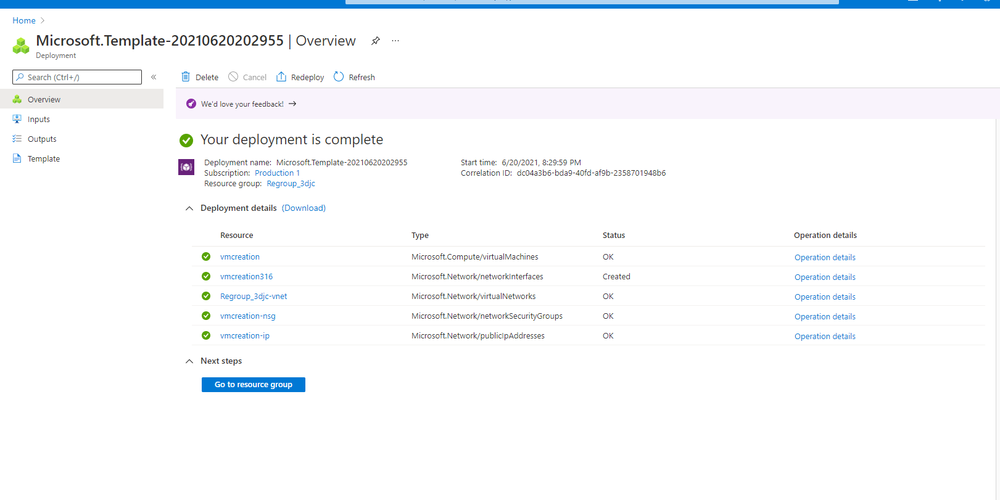 Home
Microsoft.Template-20210620202955 | Overview
Deployment
Search (Ctrl+/)
Delete Cancel Redeploy Refresh
Overview
Inputs
Outputs
Template
We'd love your feedback!
Your deployment is complete
Deployment name: Microsoft.Template-20210620202955
Subscription: Production 1
Resource group: Regroup_3djc
Start time: 6/20/2021, 8:29:59 PM
Correlation ID: dc04a3b6-bda9-40fd-af9b-2358701948b6
Deployment details (Download)
Resource Type Status Operation details
vmcreation Microsoft.Compute/virtualMachines OK Operation details
vmcreation316 Microsoft.Network/networkInterfaces Created Operation details
Regroup_3djc-vnet Microsoft.Network/virtualNetworks OK Operation details
vmcreation-nsg Microsoft.Network/networkSecurityGroups OK Operation details
vmcreation-ip Microsoft.Network/publicIpAddresses OK Operation details
Next steps
Go to resource group